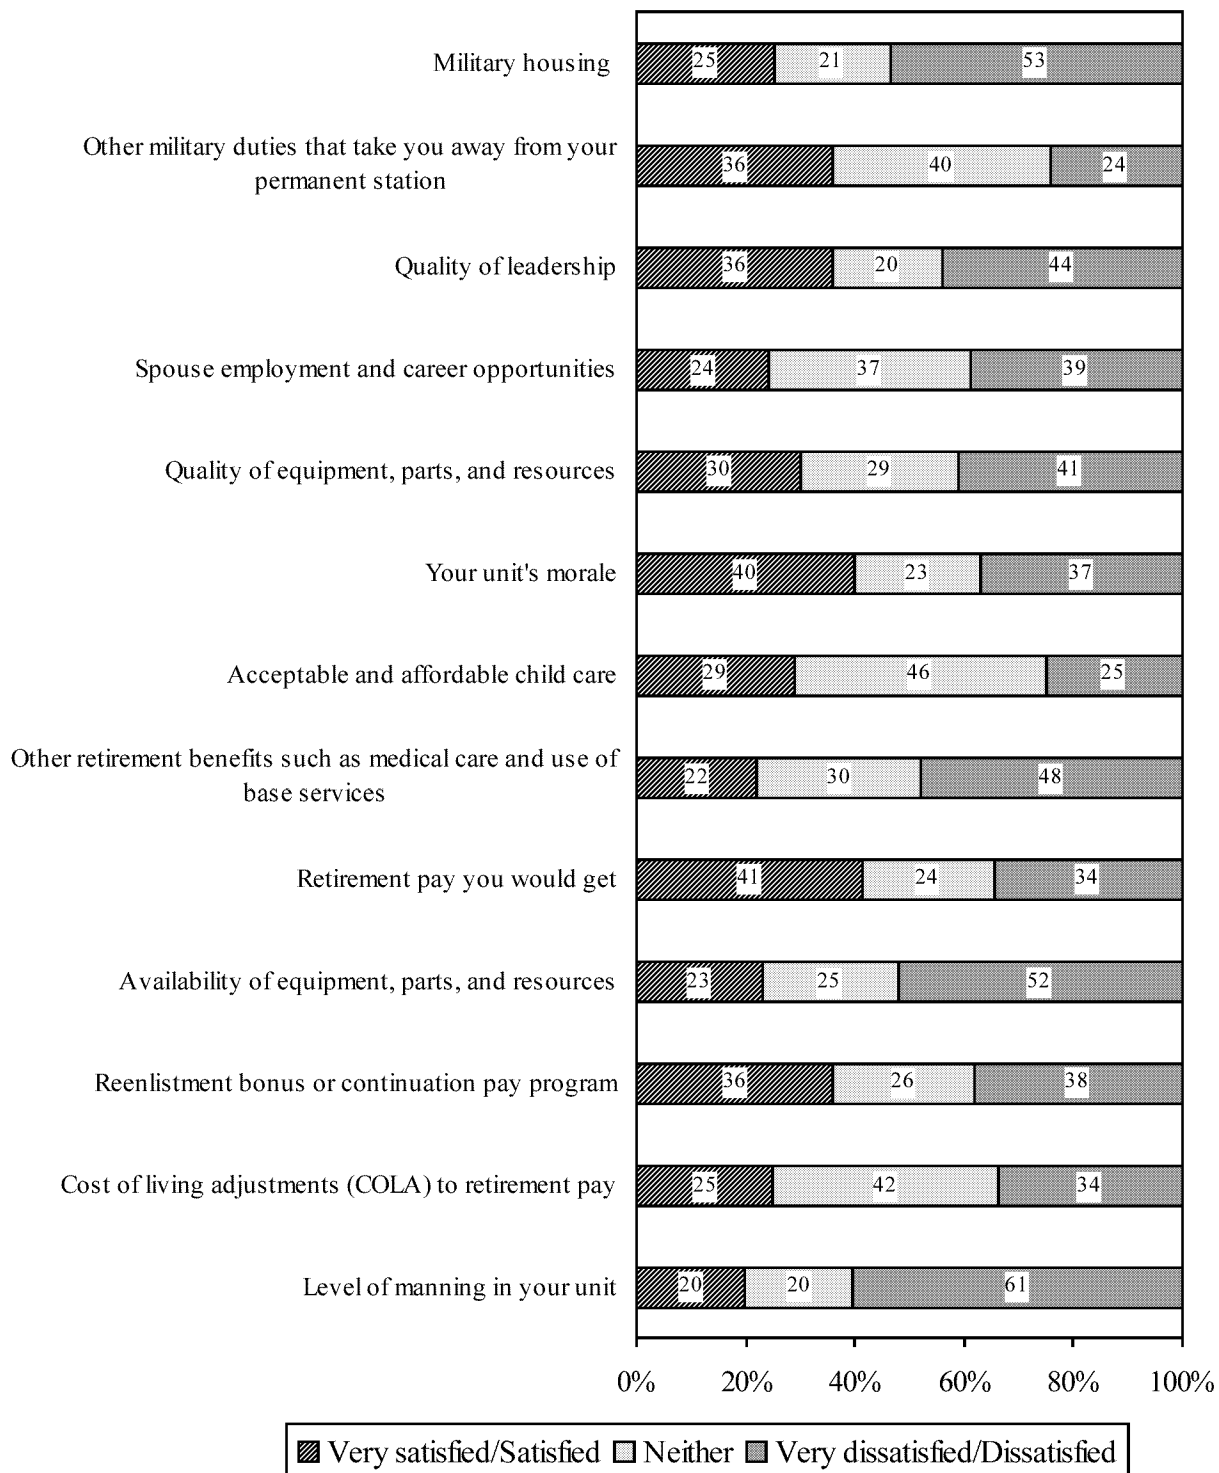 Military housing
25 21 53
Other military duties that take you away from your
permanent station
36 40 24
Quality of leadership
36 20 44
Spouse employment and career opportunities
24 37 39
Quality of equipment, parts, and resources
30 29 41
Your unit's morale
40 23 37
Acceptable and affordable child care
29 46 25
Other retirement benefits such as medical care and use of
base services
22 30 48
Retirement pay you would get
41 24 34
Availability of equipment, parts, and resources
23 25 52
Reenlistment bonus or continuation pay program
36 26 38
Cost of living adjustments (COLA) to retirement pay
25 42 34
Level of manning in your unit
20 20 61
0% 20% 40% 60% 80% 100%
Very satisfied/Satisfied Neither Very dissatisfied/Dissatisfied